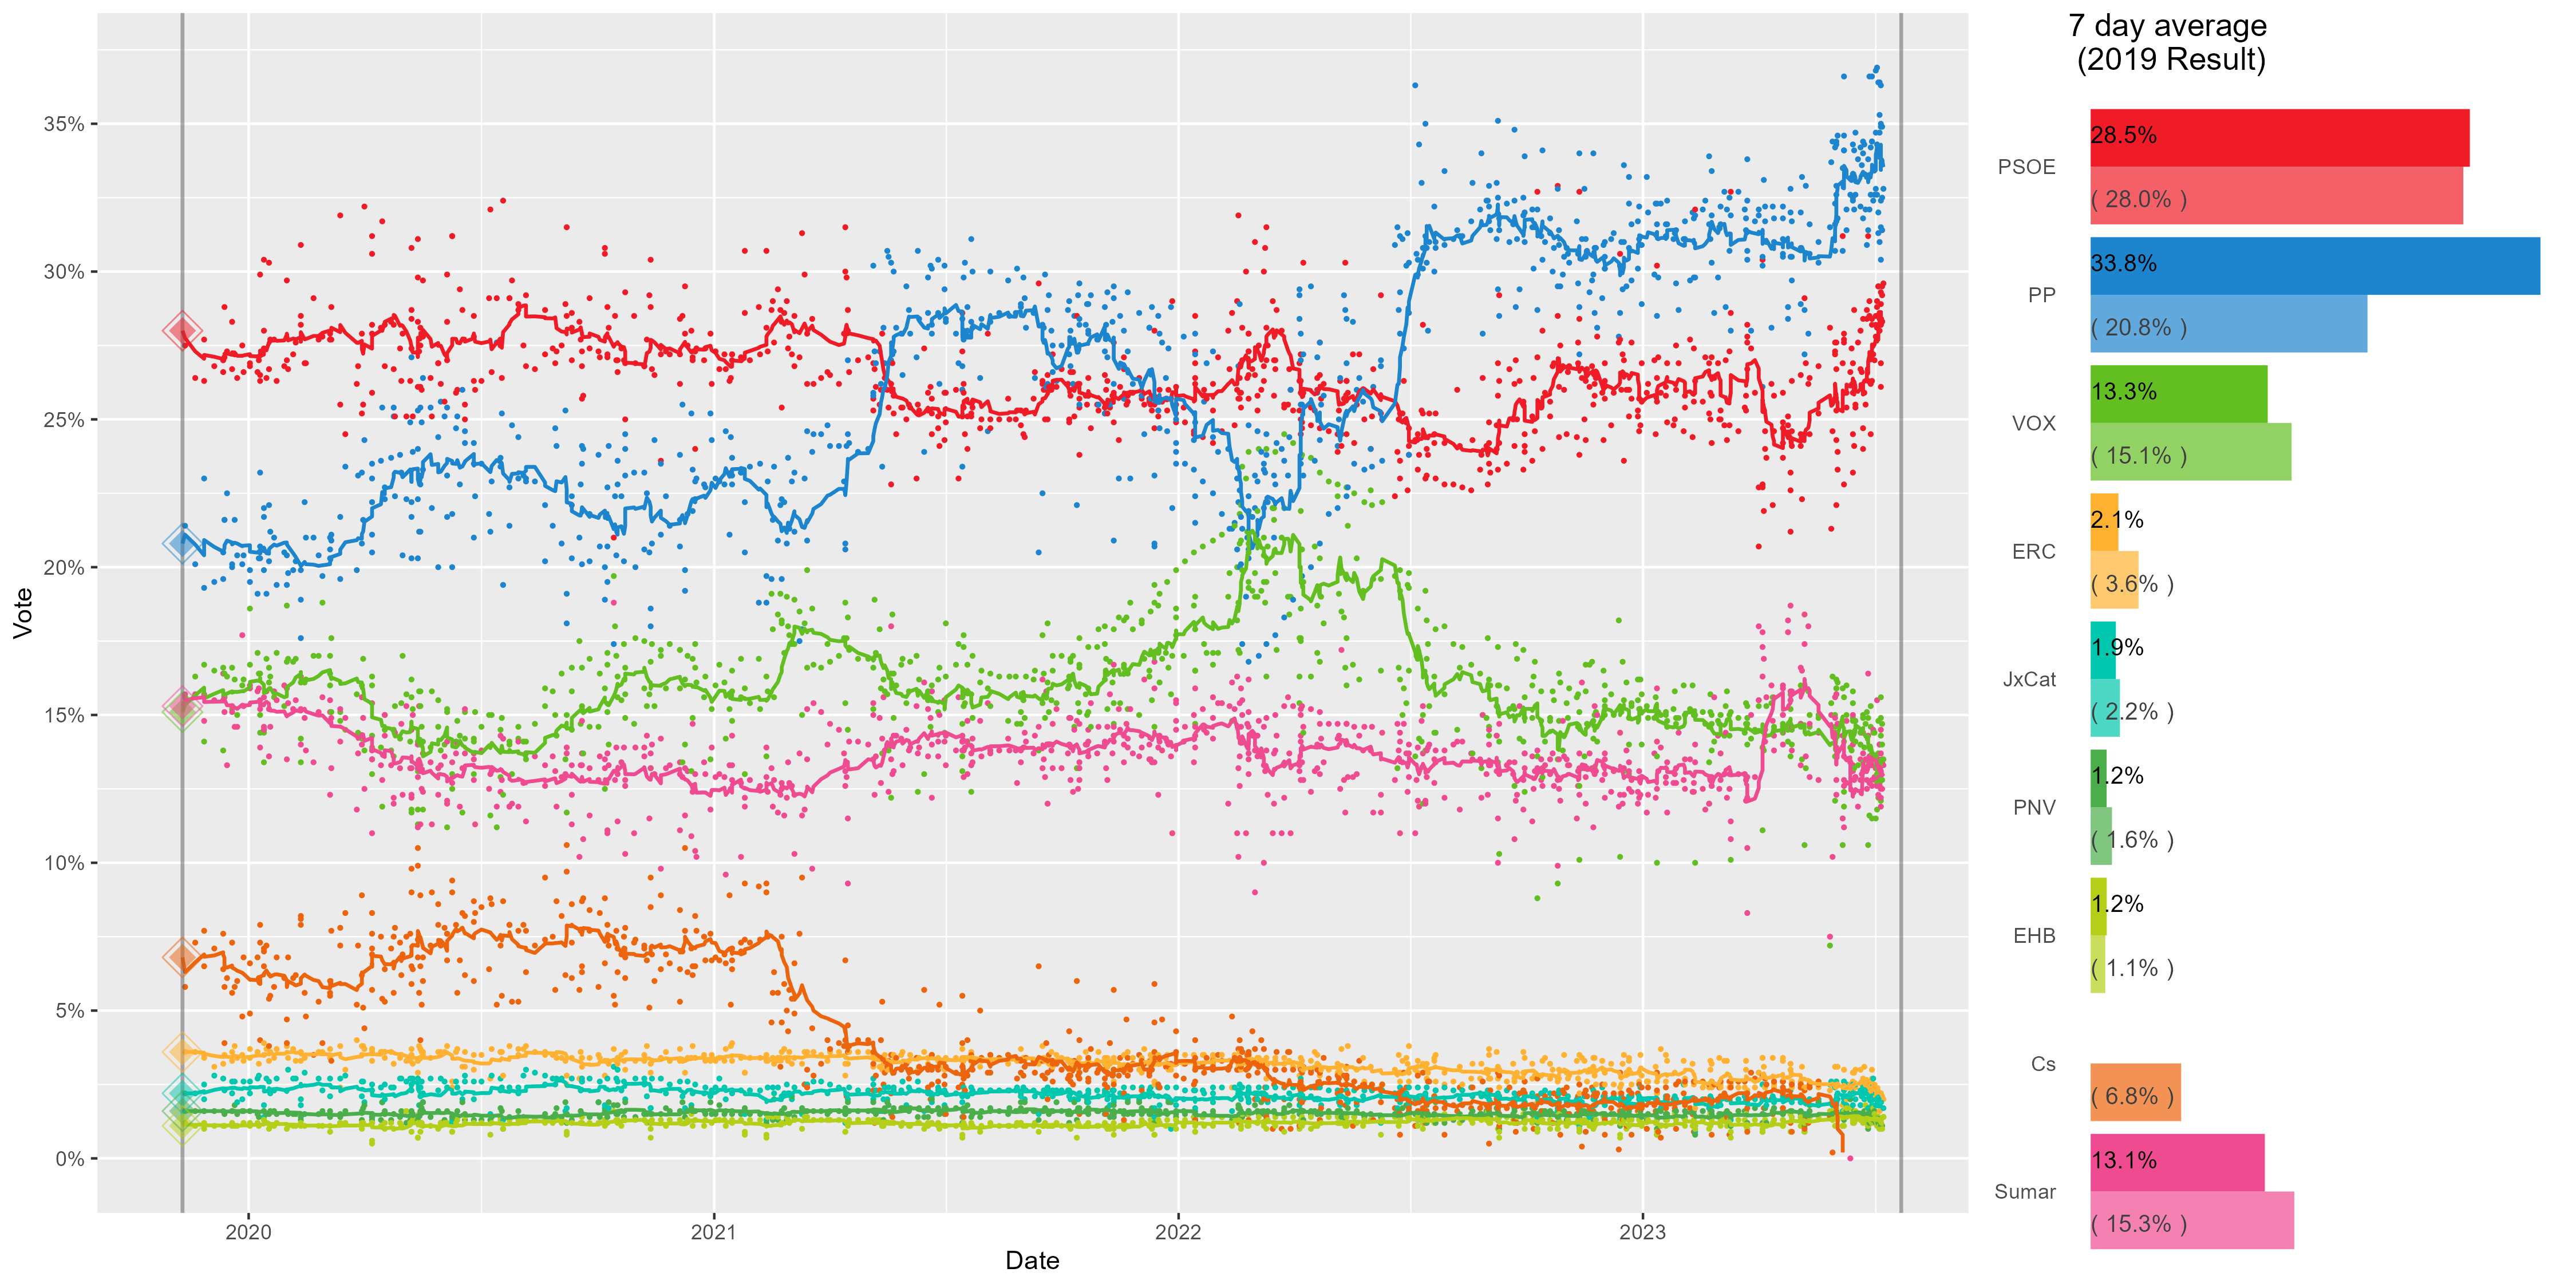 7 day average
(2019 Result)
35%
30%
25%
20%
15%
10%
5%
0%
Vote
2020
2021
2022
2023
Date
PSOE
28.5%
( 28.0% )
PP
33.8%
( 20.8% )
VOX
13.3%
( 15.1% )
ERC
2.1%
( 3.6% )
JxCat
1.9%
( 2.2% )
PNV
1.2%
( 1.6% )
EHB
1.2%
( 1.1% )
Cs
( 6.8% )
Sumar
13.1%
( 15.3% )